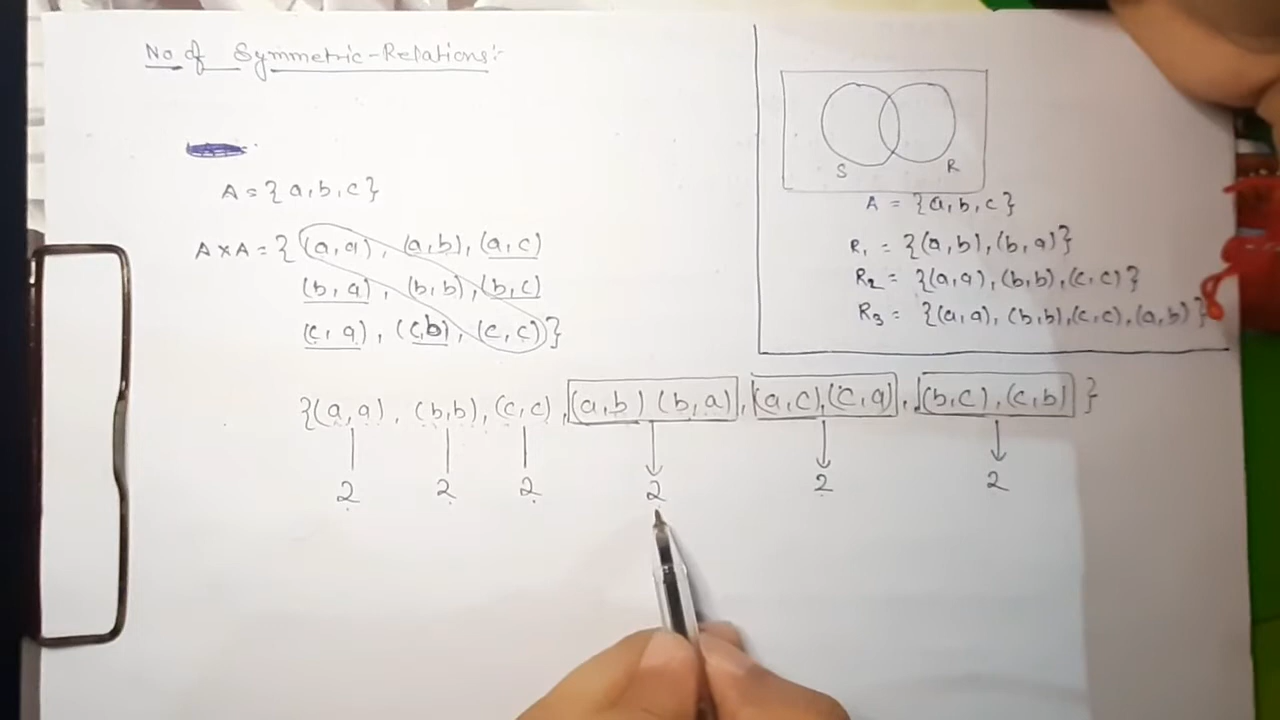 No of Symmetric-Relations:-
A = {a,b,c}
A×A = { (a,a), (a,b), (a,c)
(b,a), (b,b), (b,c)
(c,a), (c,b), (c,c)}
S R
A = {a,b,c}
R₁ = {(a,b),(b,a)}
R₂ = {(a,a),(b,b),(c,c)}
R₃ = {(a,a),(b,b),(c,c),(a,b)}
{(a,a), (b,b), (c,c), (a,b) (b,a), (a,c),(c,a), (b,c),(c,b) }
2 2 2 2 2 2